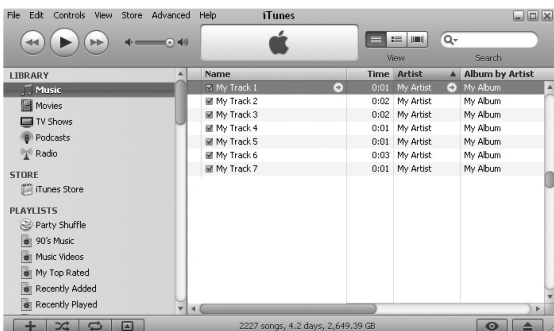 File Edit Controls View Store Advanced Help iTunes
View Search
LIBRARY
Music
Movies
TV Shows
Podcasts
Radio
STORE
iTunes Store
PLAYLISTS
Party Shuffle
90's Music
Music Videos
My Top Rated
Recently Added
Recently Played
Name Time Artist Album by Artist
My Track 1 0:01 My Artist My Album
My Track 2 0:02 My Artist My Album
My Track 3 0:02 My Artist My Album
My Track 4 0:01 My Artist My Album
My Track 5 0:01 My Artist My Album
My Track 6 0:03 My Artist My Album
My Track 7 0:01 My Artist My Album
2227 songs, 4.2 days, 2,649.39 GB